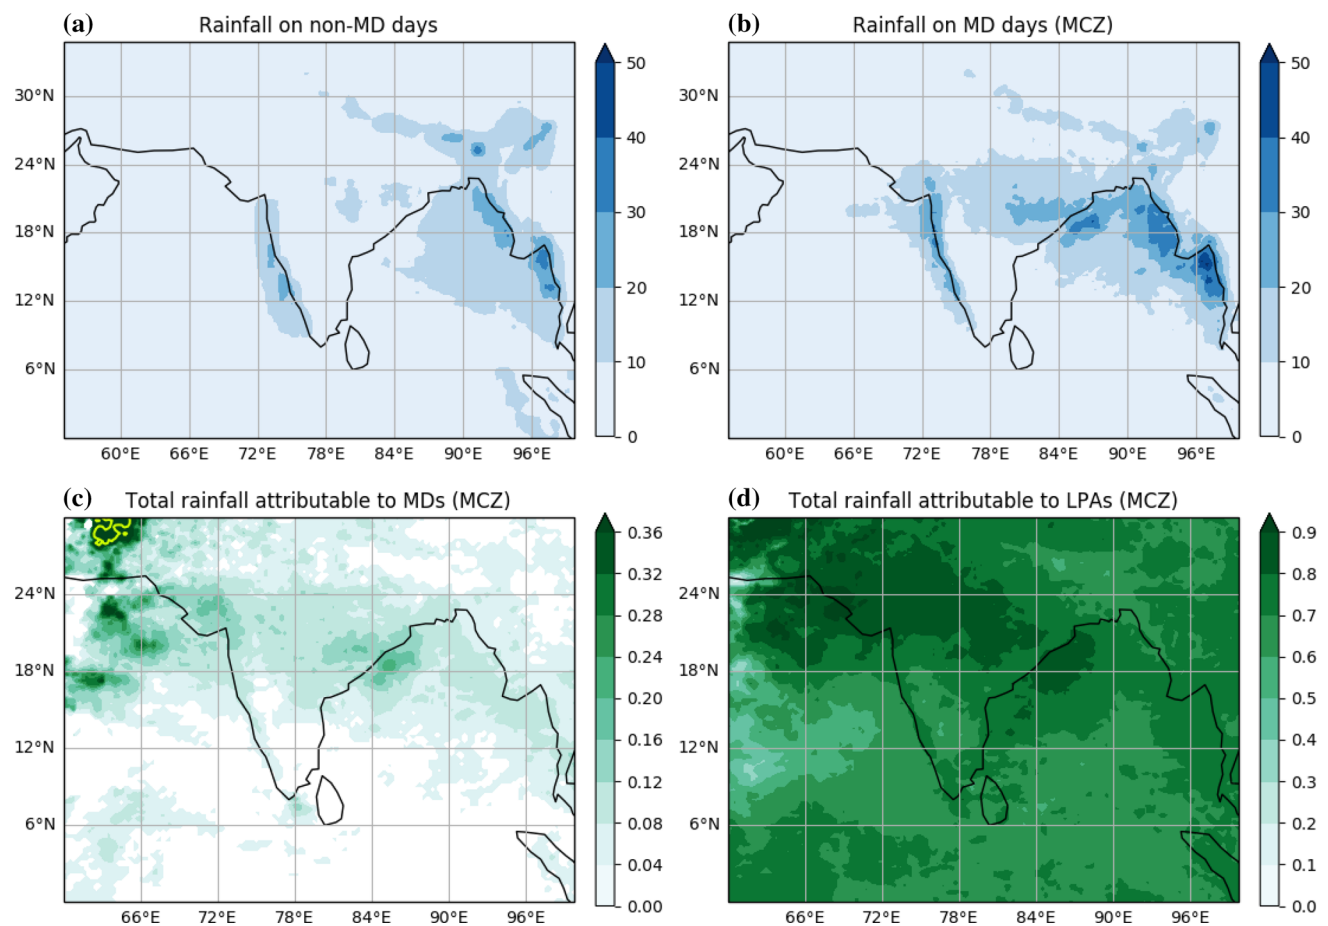 (a) Rainfall on non-MD days
30°N
24°N
18°N
12°N
6°N
60°E 66°E 72°E 78°E 84°E 90°E 96°E
50
40
30
20
10
0
(b) Rainfall on MD days (MCZ)
30°N
24°N
18°N
12°N
6°N
60°E 66°E 72°E 78°E 84°E 90°E 96°E
50
40
30
20
10
0
(c) Total rainfall attributable to MDs (MCZ)
24°N
18°N
12°N
6°N
66°E 72°E 78°E 84°E 90°E 96°E
0.36
0.32
0.28
0.24
0.20
0.16
0.12
0.08
0.04
0.00
(d) Total rainfall attributable to LPAs (MCZ)
24°N
18°N
12°N
6°N
66°E 72°E 78°E 84°E 90°E 96°E
0.9
0.8
0.7
0.6
0.5
0.4
0.3
0.2
0.1
0.0